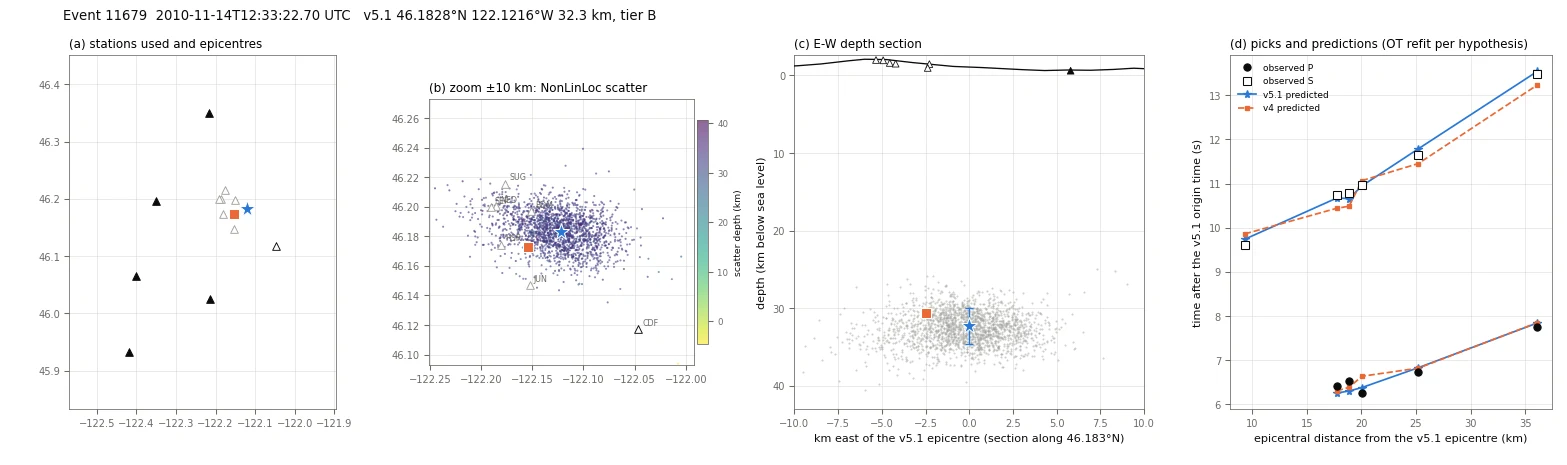 Event 11679  2010-11-14T12:33:22.70 UTC   v5.1 46.1828°N 122.1216°W 32.3 km, tier B
(a) stations used and epicentres
46.4
46.3
46.2
46.1
46.0
45.9
−122.5 −122.4 −122.3 −122.2 −122.1 −122.0 −121.9
(b) zoom ±10 km: NonLinLoc scatter
46.26
46.24
46.22
46.20
46.18
46.16
46.14
46.12
46.10
SUG
JUN
CDF
−122.25 −122.20 −122.15 −122.10 −122.05 −122.00
40
30
20
10
0
scatter depth (km)
(c) E-W depth section
depth (km below sea level)
0
10
20
30
40
−10.0 −7.5 −5.0 −2.5 0.0 2.5 5.0 7.5 10.0
km east of the v5.1 epicentre (section along 46.183°N)
(d) picks and predictions (OT refit per hypothesis)
observed P
observed S
v5.1 predicted
v4 predicted
time after the v5.1 origin time (s)
13
12
11
10
9
8
7
6
10 15 20 25 30 35
epicentral distance from the v5.1 epicentre (km)